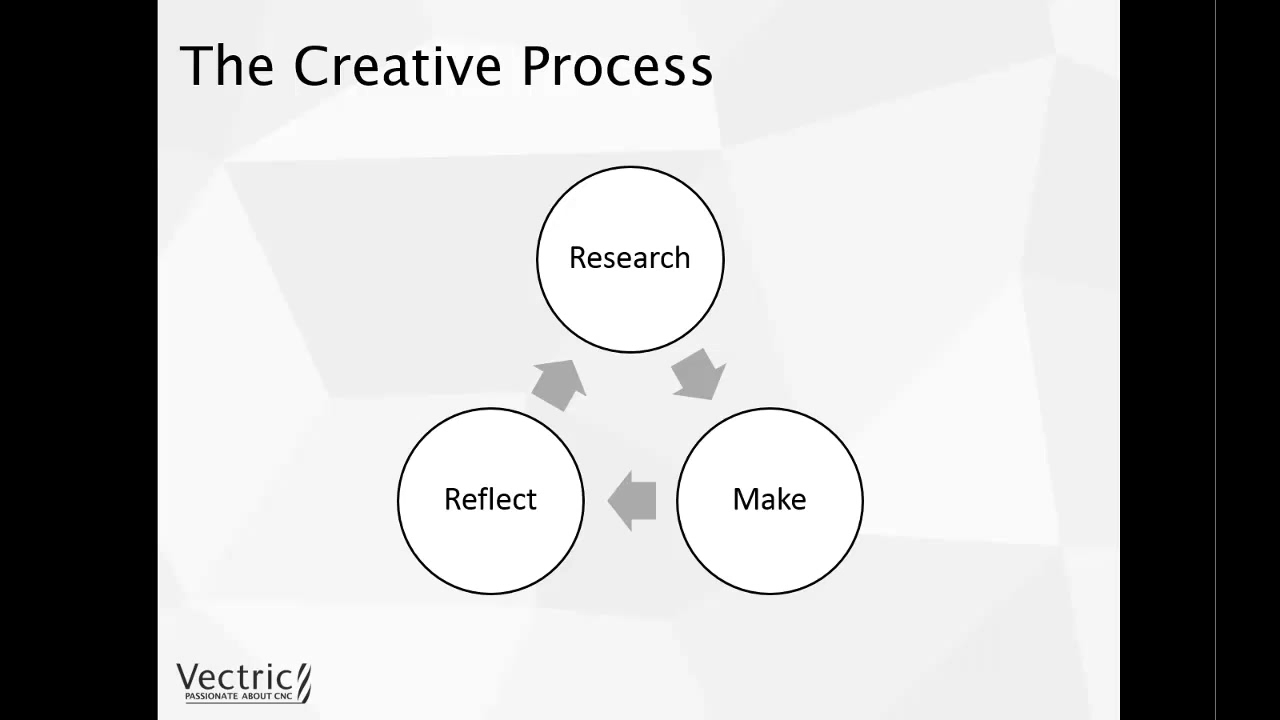 The Creative Process
Research
Reflect
Make
Vectric
PASSIONATE ABOUT CNC